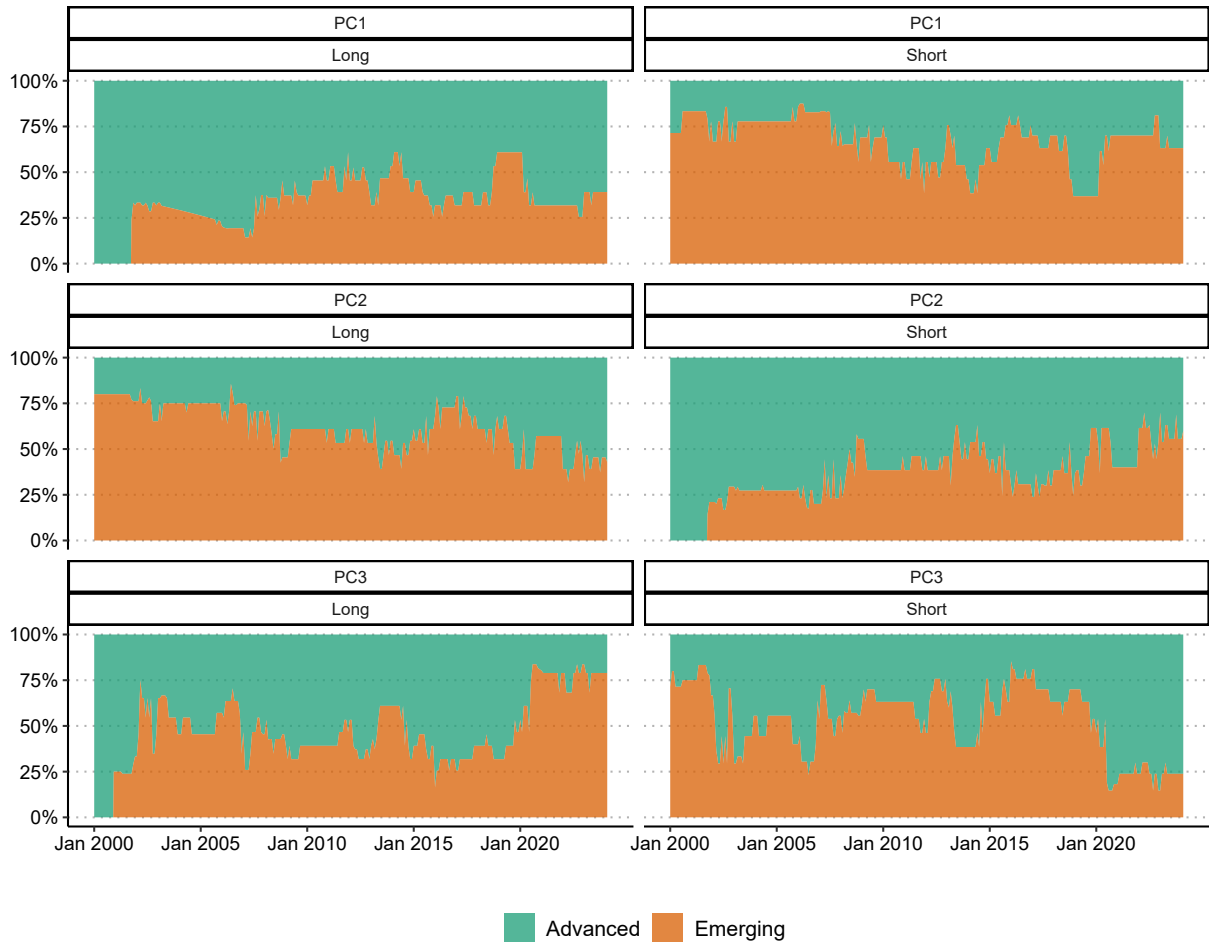 PC1 PC1
Long Short
100%
75%
50%
25%
0%
PC2 PC2
Long Short
100%
75%
50%
25%
0%
PC3 PC3
Long Short
100%
75%
50%
25%
0%
Jan 2000 Jan 2005 Jan 2010 Jan 2015 Jan 2020 Jan 2000 Jan 2005 Jan 2010 Jan 2015 Jan 2020
Advanced Emerging